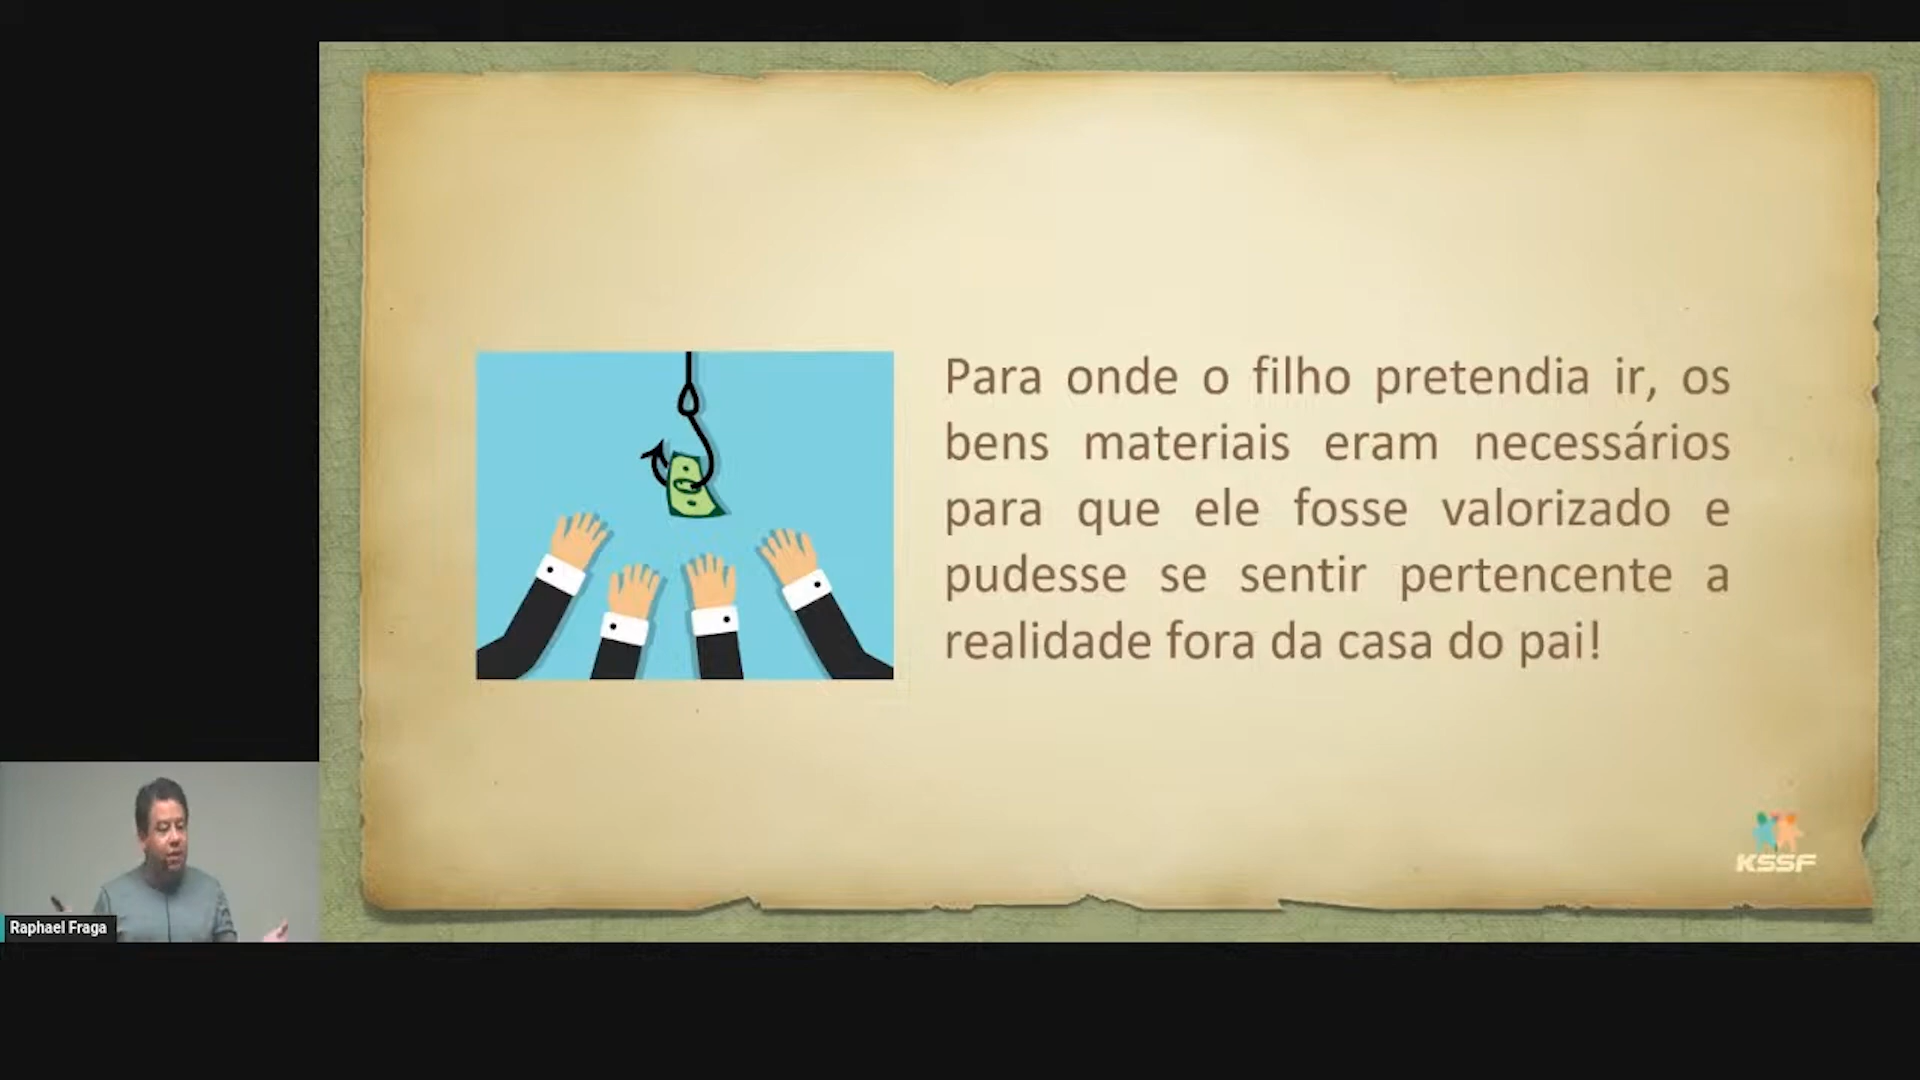 Para onde o filho pretendia ir, os
bens materiais eram necessários
para que ele fosse valorizado e
pudesse se sentir pertencente a
realidade fora da casa do pai!
KSSF
Raphael Fraga